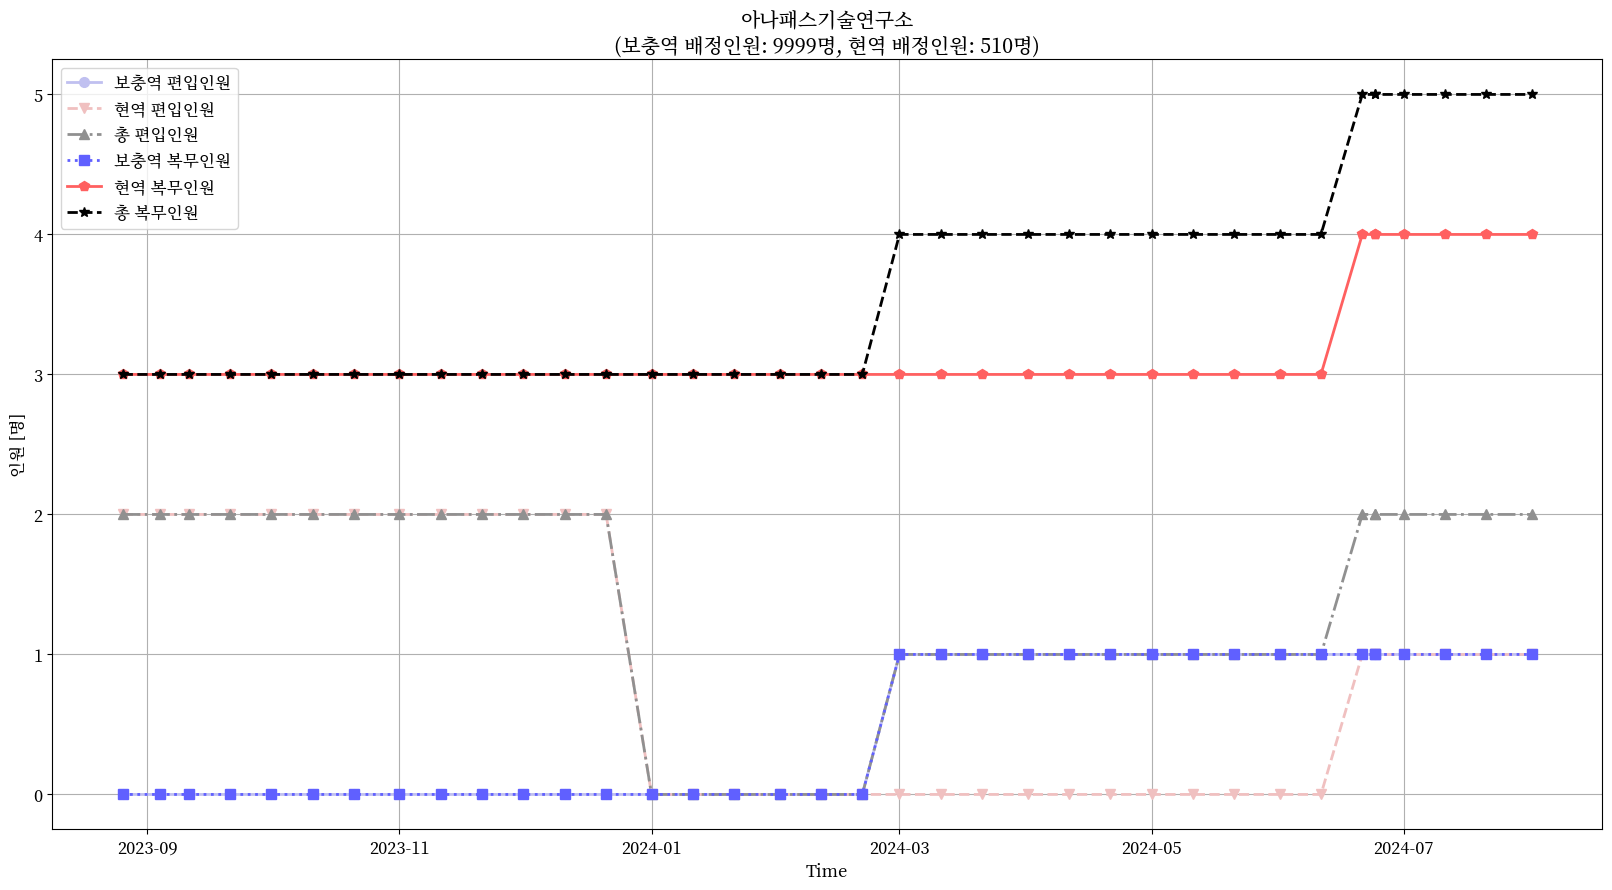 아나패스기술연구소
(보충역 배정인원: 9999명, 현역 배정인원: 510명)
보충역 편입인원
현역 편입인원
총 편입인원
보충역 복무인원
현역 복무인원
총 복무인원
인원 [명]
5
4
3
2
1
0
2023-09
2023-11
2024-01
2024-03
2024-05
2024-07
Time